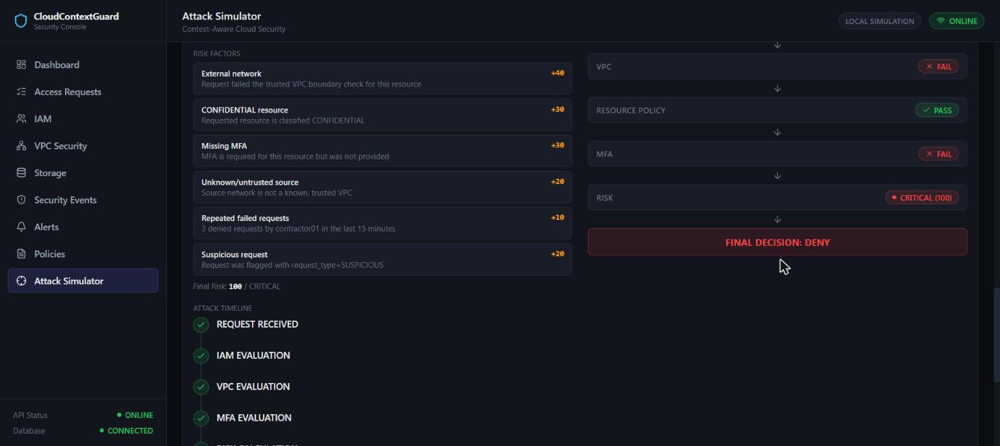 CloudContextGuard
Security Console
Dashboard
Access Requests
IAM
VPC Security
Storage
Security Events
Alerts
Policies
Attack Simulator
API Status ONLINE
Database CONNECTED
Attack Simulator
Context-Aware Cloud Security
LOCAL SIMULATION
ONLINE
RISK FACTORS
External network +40
Request failed the trusted VPC boundary check for this resource
CONFIDENTIAL resource +30
Requested resource is classified CONFIDENTIAL
Missing MFA +30
MFA is required for this resource but was not provided
Unknown/untrusted source +20
Source network is not a known, trusted VPC
Repeated failed requests +10
3 denied requests by contractor01 in the last 15 minutes
Suspicious request +20
Request was flagged with request_type=SUSPICIOUS
Final Risk: 100 / CRITICAL
ATTACK TIMELINE
REQUEST RECEIVED
IAM EVALUATION
VPC EVALUATION
MFA EVALUATION
VPC FAIL
RESOURCE POLICY PASS
MFA FAIL
RISK CRITICAL (100)
FINAL DECISION: DENY